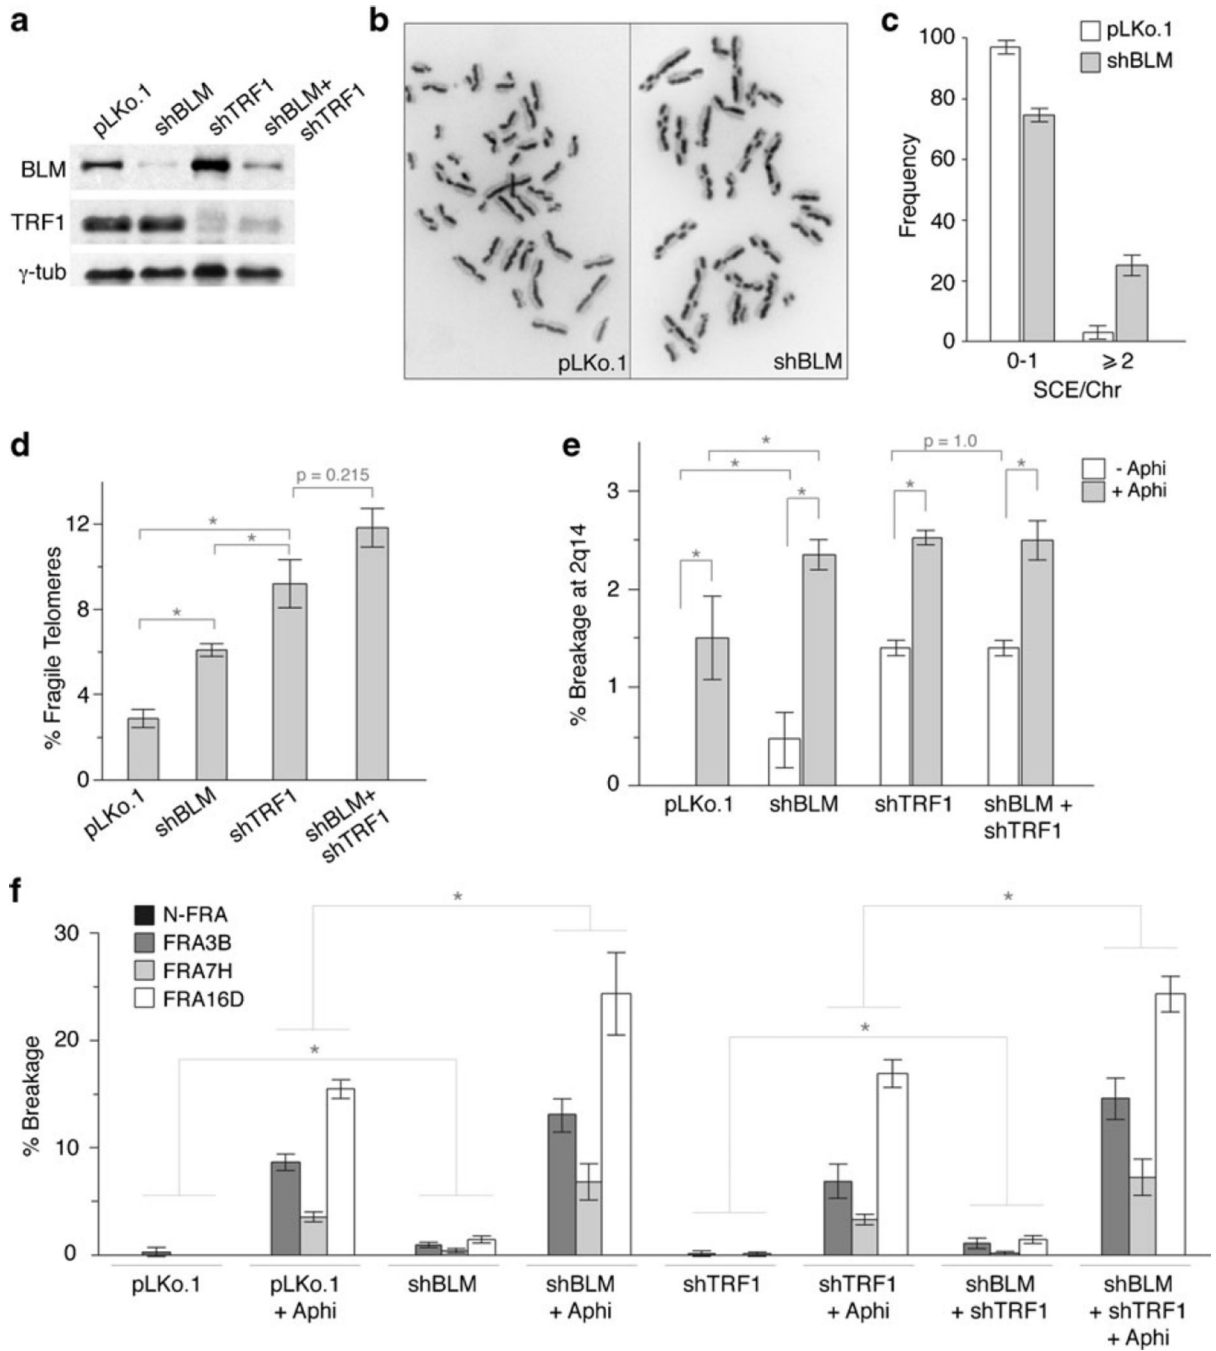 a
pLKo.1
shBLM
shTRF1
shBLM+
shTRF1
BLM
TRF1
γ-tub
b
pLKo.1
shBLM
c
pLKo.1
shBLM
100
80
60
40
20
0
Frequency
0-1
⩾ 2
SCE/Chr
d
p = 0.215
*
*
*
12
8
4
0
% Fragile Telomeres
pLKo.1
shBLM
shTRF1
shBLM+
shTRF1
e
*
p = 1.0
*
*
*
*
*
- Aphi
+ Aphi
3
2
1
0
% Breakage at 2q14
pLKo.1
shBLM
shTRF1
shBLM +
shTRF1
f
N-FRA
FRA3B
FRA7H
FRA16D
*
*
*
*
30
20
10
0
% Breakage
pLKo.1
pLKo.1
+ Aphi
shBLM
shBLM
+ Aphi
shTRF1
shTRF1
+ Aphi
shBLM
+ shTRF1
shBLM
+ shTRF1
+ Aphi